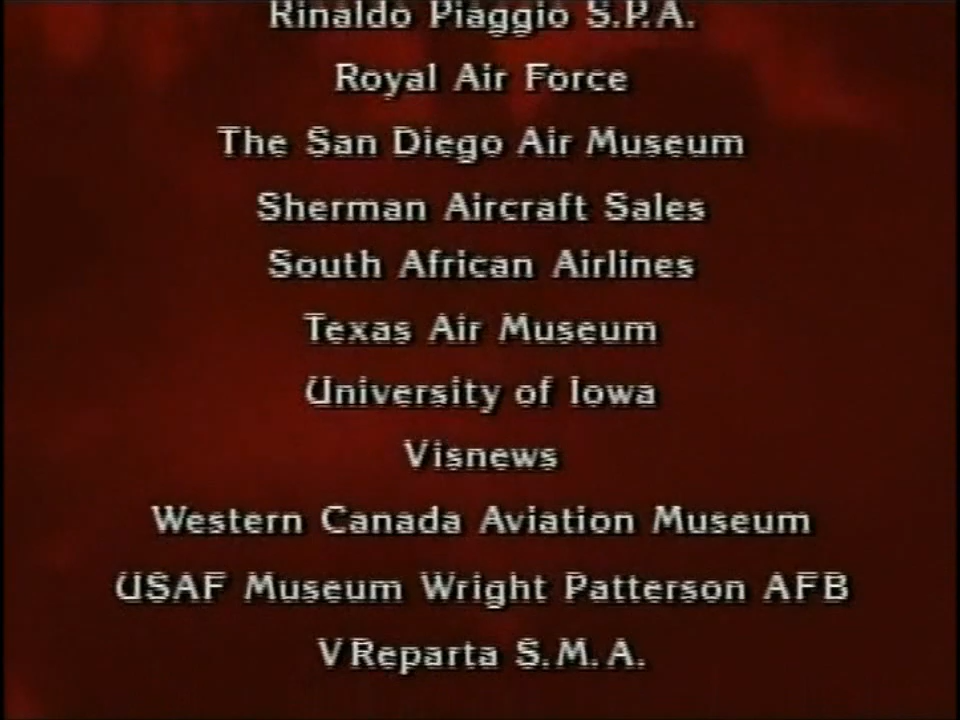 Rinaldo Piaggio S.P.A.
Royal Air Force
The San Diego Air Museum
Sherman Aircraft Sales
South African Airlines
Texas Air Museum
University of Iowa
Visnews
Western Canada Aviation Museum
USAF Museum Wright Patterson AFB
V Reparta S.M.A.